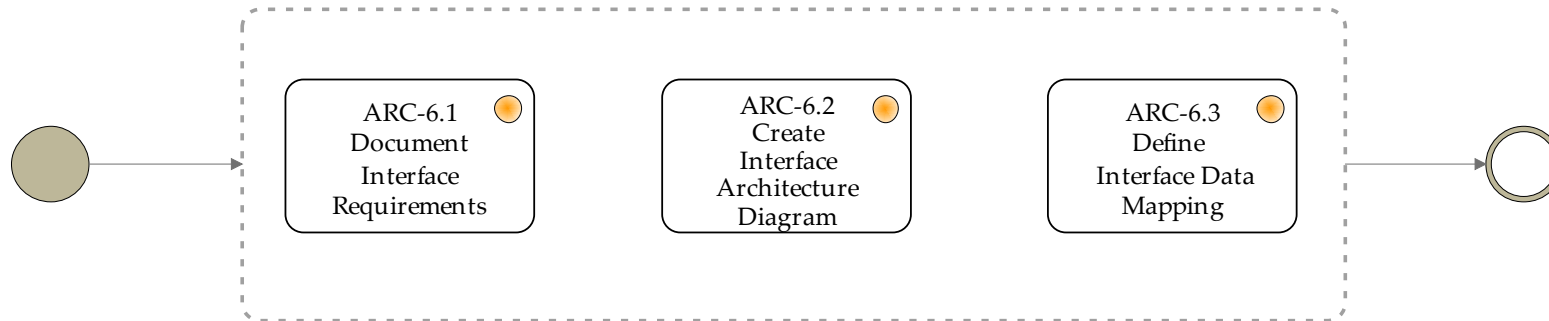 ARC-6.1
Document
Interface
Requirements
ARC-6.2
Create
Interface
Architecture
Diagram
ARC-6.3
Define
Interface Data
Mapping